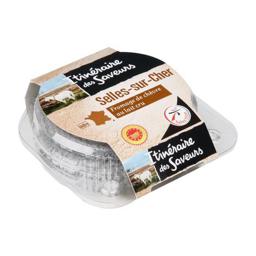 Itinéraire
des Saveurs
Selles-sur-Cher
Fromage de chèvre
au lait cru
Itinéraire
des Saveurs